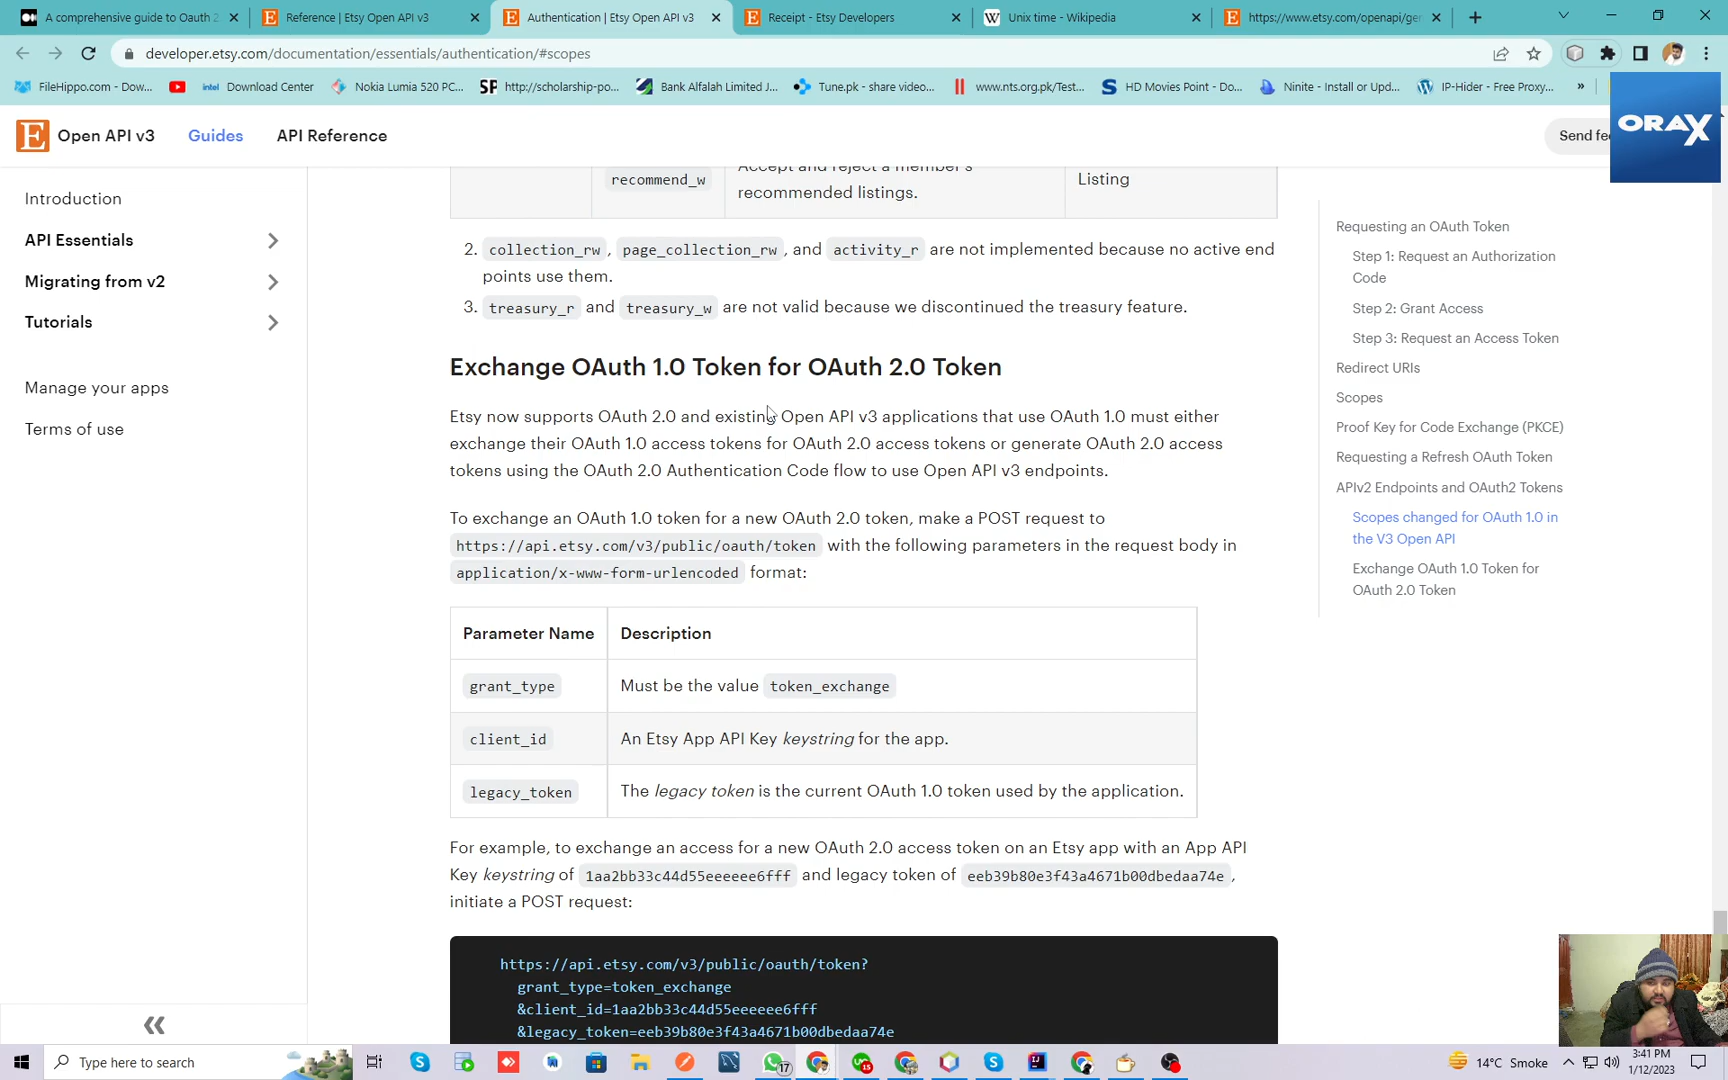 A comprehensive guide to Oauth 2
Reference | Etsy Open API v3
Authentication | Etsy Open API v3
Receipt - Etsy Developers
Unix time - Wikipedia
https://www.etsy.com/openapi/ge
developer.etsy.com/documentation/essentials/authentication/#scopes
FileHippo.com - Dow...
Download Center
Nokia Lumia 520 PC...
http://scholarship-po...
Bank Alfalah Limited J...
Tune.pk - share video...
www.nts.org.pk/Test...
HD Movies Point - Do...
Ninite - Install or Upd...
IP-Hider - Free Proxy...
»
ORAX
E
Open API v3
Guides
API Reference
Send fe
Introduction
API Essentials
Migrating from v2
Tutorials
Manage your apps
Terms of use
recommend_w
Accept and reject a member's
recommended listings.
Listing
2. collection_rw, page_collection_rw, and activity_r are not implemented because no active end
points use them.
3. treasury_r and treasury_w are not valid because we discontinued the treasury feature.
Exchange OAuth 1.0 Token for OAuth 2.0 Token
Etsy now supports OAuth 2.0 and existing Open API v3 applications that use OAuth 1.0 must either
exchange their OAuth 1.0 access tokens for OAuth 2.0 access tokens or generate OAuth 2.0 access
tokens using the OAuth 2.0 Authentication Code flow to use Open API v3 endpoints.
To exchange an OAuth 1.0 token for a new OAuth 2.0 token, make a POST request to
https://api.etsy.com/v3/public/oauth/token with the following parameters in the request body in
application/x-www-form-urlencoded format:
Parameter Name Description
grant_type Must be the value token_exchange
client_id An Etsy App API Key keystring for the app.
legacy_token The legacy token is the current OAuth 1.0 token used by the application.
For example, to exchange an access for a new OAuth 2.0 access token on an Etsy app with an App API
Key keystring of 1aa2bb33c44d55eeeeee6fff and legacy token of eeb39b80e3f43a4671b00dbedaa74e,
initiate a POST request:
https://api.etsy.com/v3/public/oauth/token?
grant_type=token_exchange
&client_id=1aa2bb33c44d55eeeeee6fff
&legacy_token=eeb39b80e3f43a4671b00dbedaa74e
Requesting an OAuth Token
Step 1: Request an Authorization
Code
Step 2: Grant Access
Step 3: Request an Access Token
Redirect URIs
Scopes
Proof Key for Code Exchange (PKCE)
Requesting a Refresh OAuth Token
APIv2 Endpoints and OAuth2 Tokens
Scopes changed for OAuth 1.0 in
the V3 Open API
Exchange OAuth 1.0 Token for
OAuth 2.0 Token
Type here to search
17
14°C Smoke
3:41 PM
1/12/2023